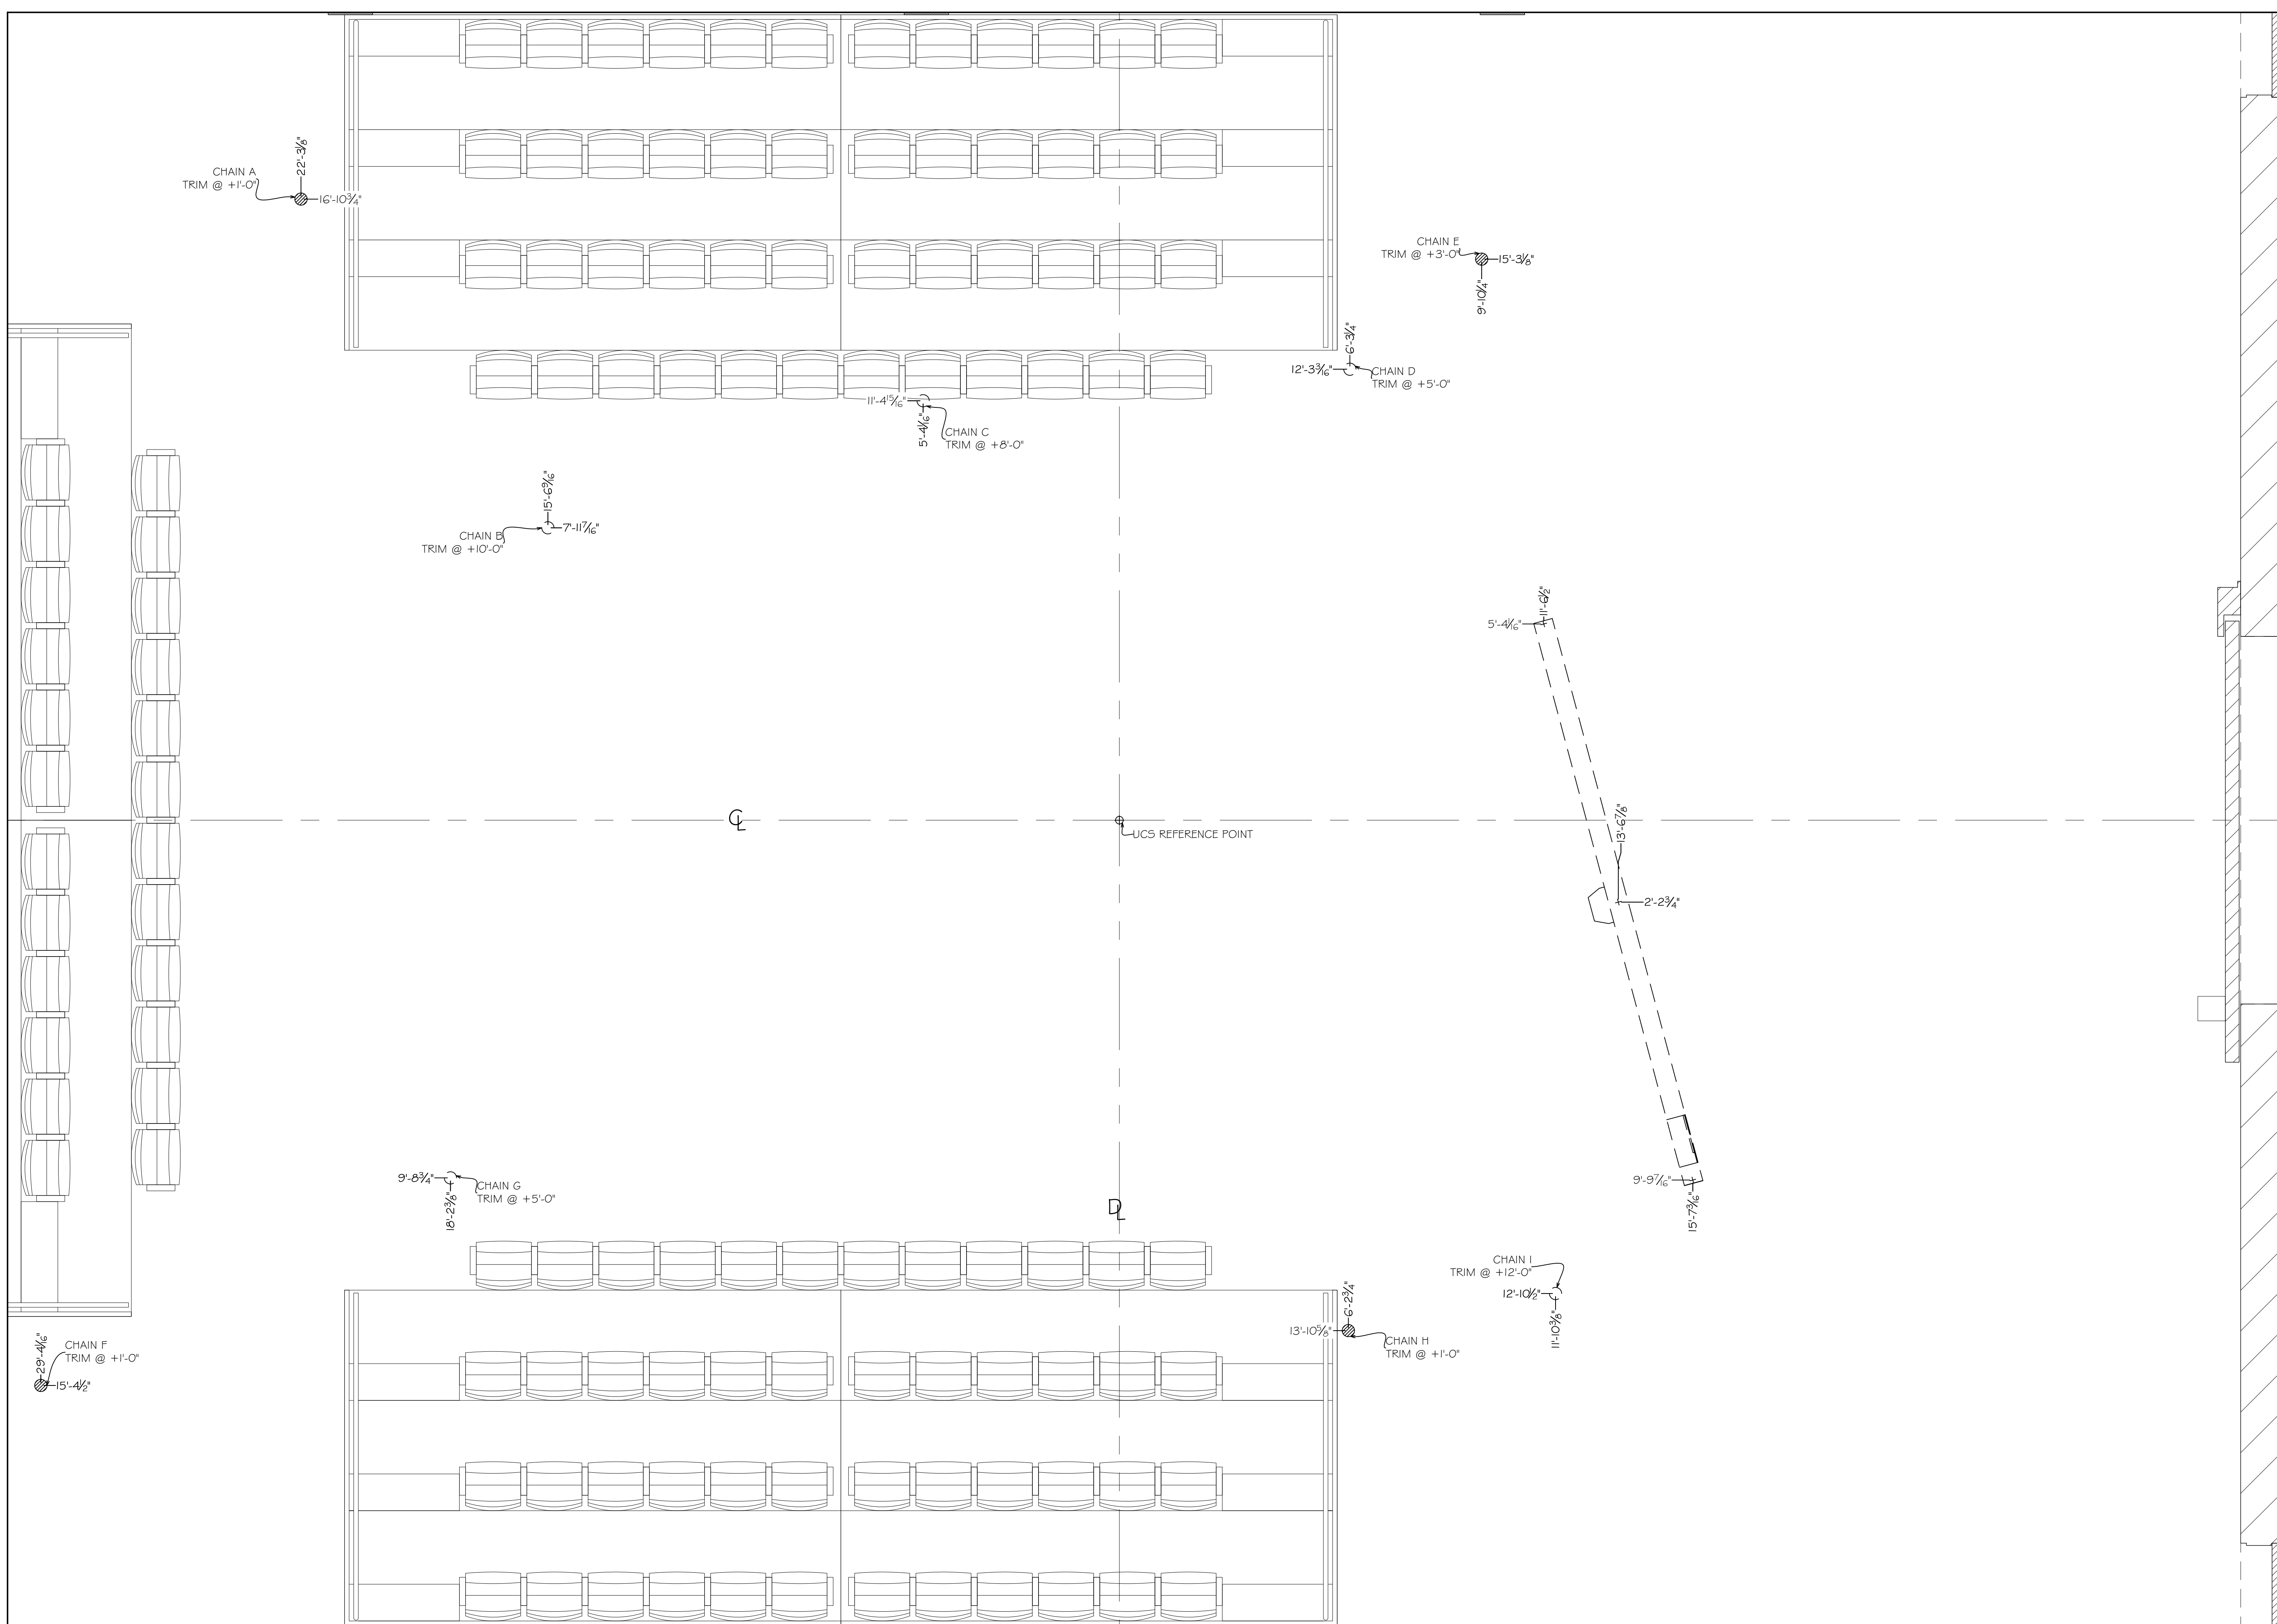 22'-3⅛"
CHAIN A
TRIM @ +1'-0"
16'-10¾"
CHAIN E
TRIM @ +3'-0"
15'-3⅛"
9'-10¼"
6'-3¼"
12'-3³⁄₁₆"
CHAIN D
TRIM @ +5'-0"
11'-4¹⁵⁄₁₆"
5'-4¹⁄₁₆"
CHAIN C
TRIM @ +8'-0"
15'-6⁹⁄₁₆"
7'-11⁷⁄₁₆"
CHAIN B
TRIM @ +10'-0"
11'-6½"
5'-4¹⁄₁₆"
CL
UCS REFERENCE POINT
13'-6⅞"
2'-2¾"
9'-8¾"
18'-2⅜"
CHAIN G
TRIM @ +5'-0"
DL
9'-9⁷⁄₁₆"
15'-7³⁄₁₆"
CHAIN I
TRIM @ +12'-0"
12'-10½"
11'-10⅜"
6'-2¾"
13'-10⅝"
CHAIN H
TRIM @ +1'-0"
29'-4¹⁄₁₆"
CHAIN F
TRIM @ +1'-0"
15'-4½"